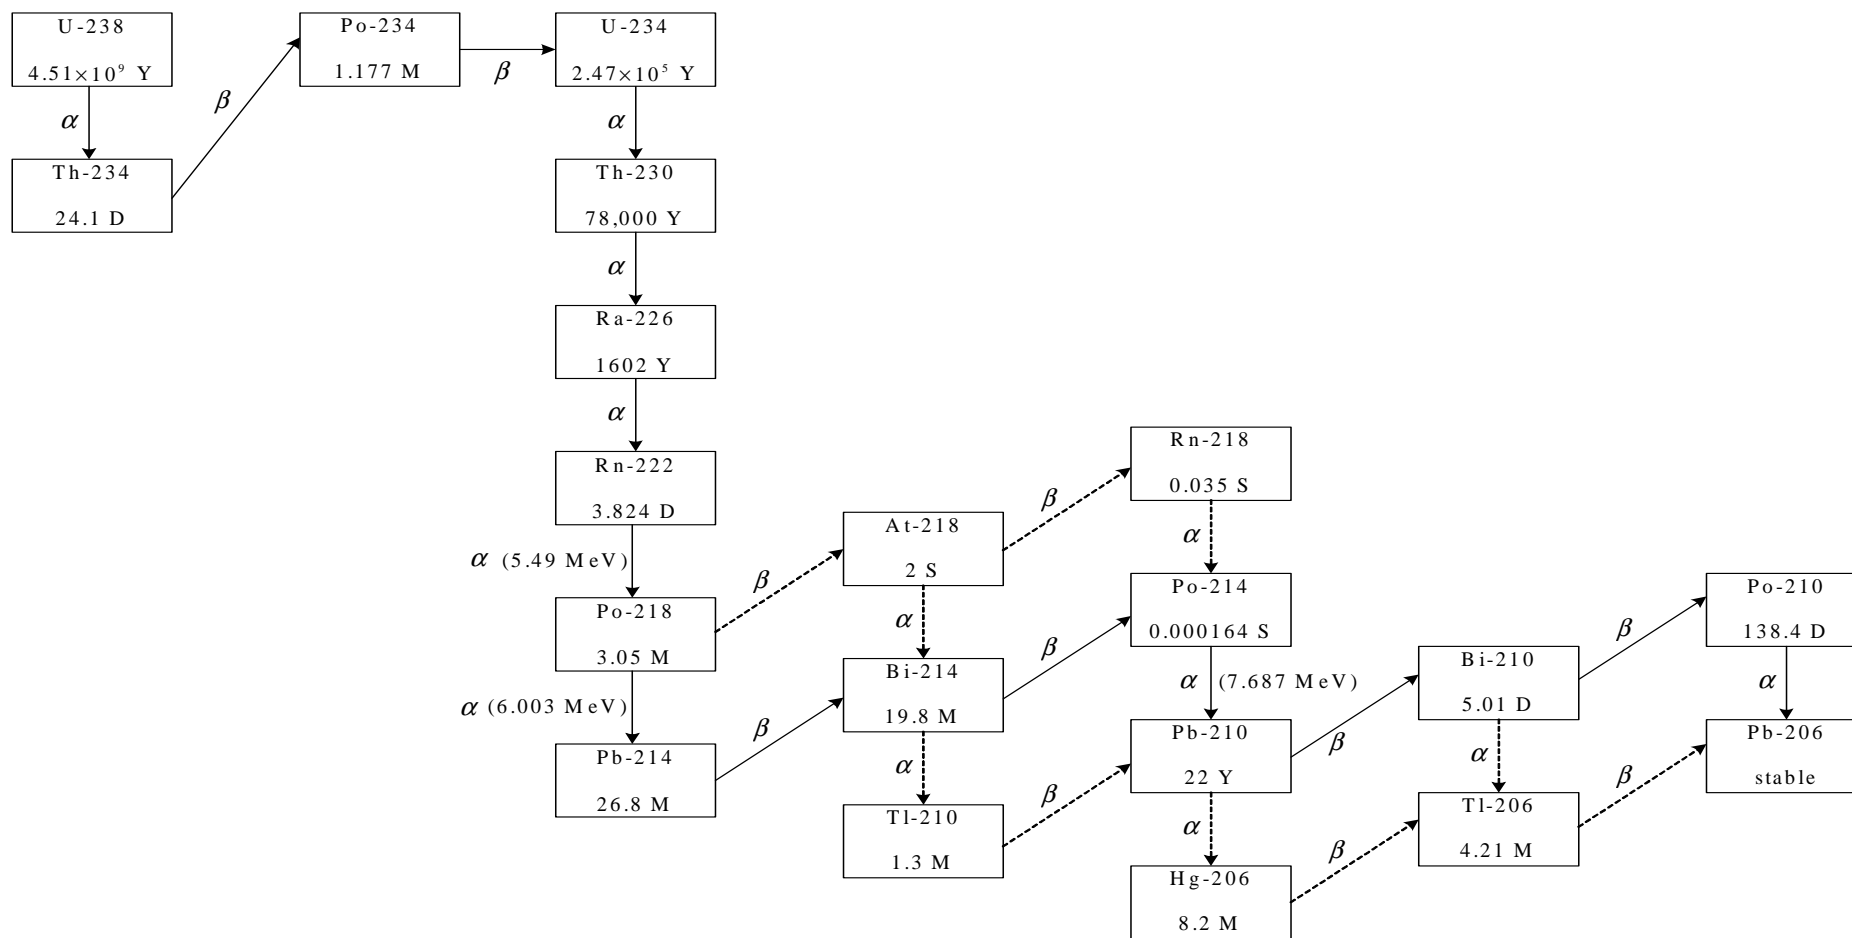 U-238
4.51×10⁹ Y
Po-234
1.177 M
U-234
2.47×10⁵ Y
β
β
α
α
Th-234
24.1 D
Th-230
78,000 Y
α
Ra-226
1602 Y
α
Rn-222
3.824 D
Rn-218
0.035 S
β
At-218
2 S
α (5.49 MeV)
β
α
Po-218
3.05 M
α
Po-214
0.000164 S
Po-210
138.4 D
β
β
Bi-214
19.8 M
Bi-210
5.01 D
α (6.003 MeV)
α (7.687 MeV)
α
β
β
Pb-214
26.8 M
α
Pb-210
22 Y
α
Pb-206
stable
β
β
Tl-210
1.3 M
α
Tl-206
4.21 M
β
Hg-206
8.2 M